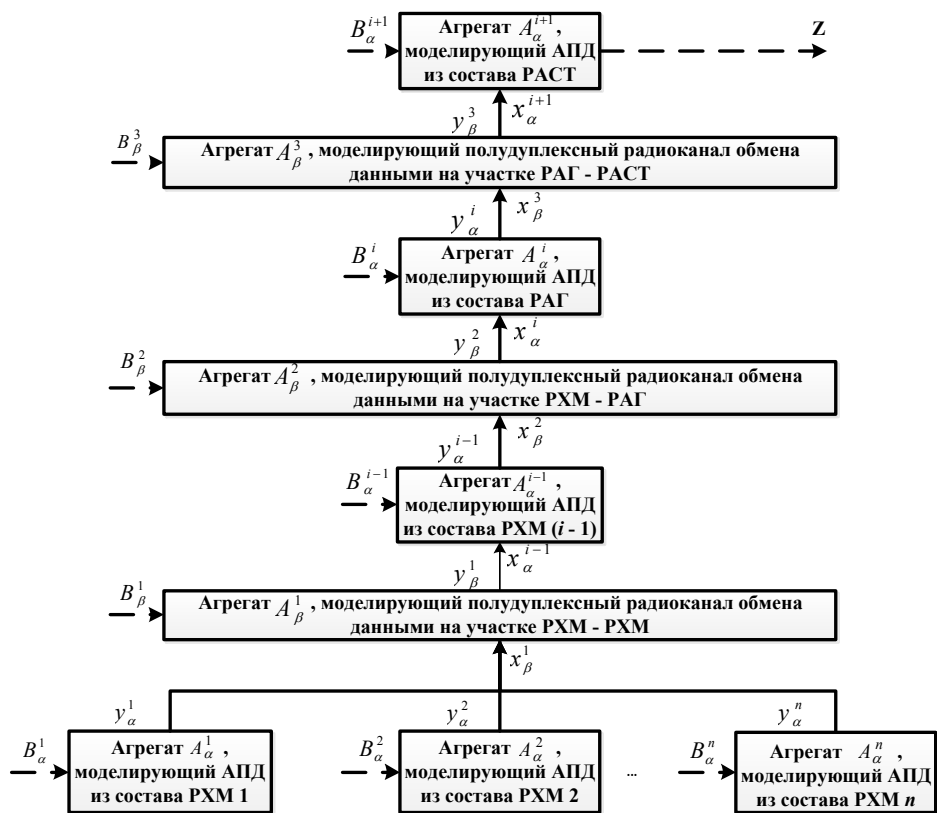 B_α^{i+1}
Агрегат A_α^{i+1} ,
моделирующий АПД
из состава РАСТ
Z
y_β^3
x_α^{i+1}
B_β^3
Агрегат A_β^3 , моделирующий полудуплексный радиоканал обмена
данными на участке РАГ - РАСТ
y_α^i
x_β^3
B_α^i
Агрегат A_α^i ,
моделирующий АПД
из состава РАГ
y_β^2
x_α^i
B_β^2
Агрегат A_β^2 , моделирующий полудуплексный радиоканал обмена
данными на участке РХМ - РАГ
y_α^{i-1}
x_β^2
B_α^{i-1}
Агрегат A_α^{i-1} ,
моделирующий АПД
из состава РХМ (i - 1)
y_β^1
x_α^{i-1}
B_β^1
Агрегат A_β^1 , моделирующий полудуплексный радиоканал обмена
данными на участке РХМ - РХМ
x_β^1
y_α^1
y_α^2
y_α^n
B_α^1
Агрегат A_α^1 ,
моделирующий АПД
из состава РХМ 1
B_α^2
Агрегат A_α^2 ,
моделирующий АПД
из состава РХМ 2
...
B_α^n
Агрегат A_α^n ,
моделирующий АПД
из состава РХМ n